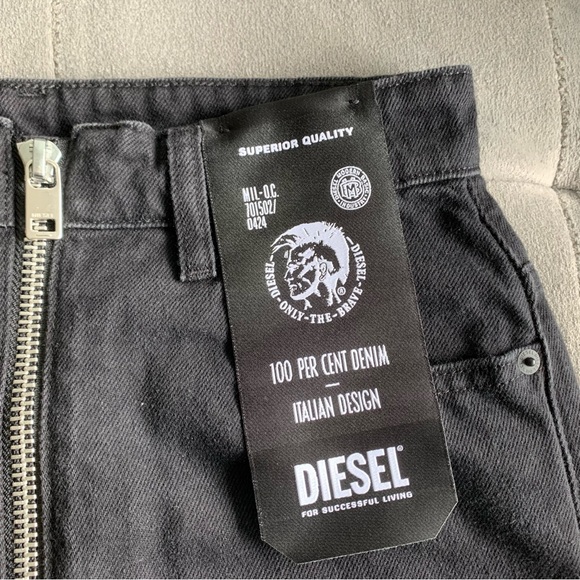 SUPERIOR QUALITY
MIL-O.C.
701502/
0424
DIESEL-ONLY-THE-BRAVE-DIESEL
®
100 PER CENT DENIM
ITALIAN DESIGN
DIESEL®
FOR SUCCESSFUL LIVING